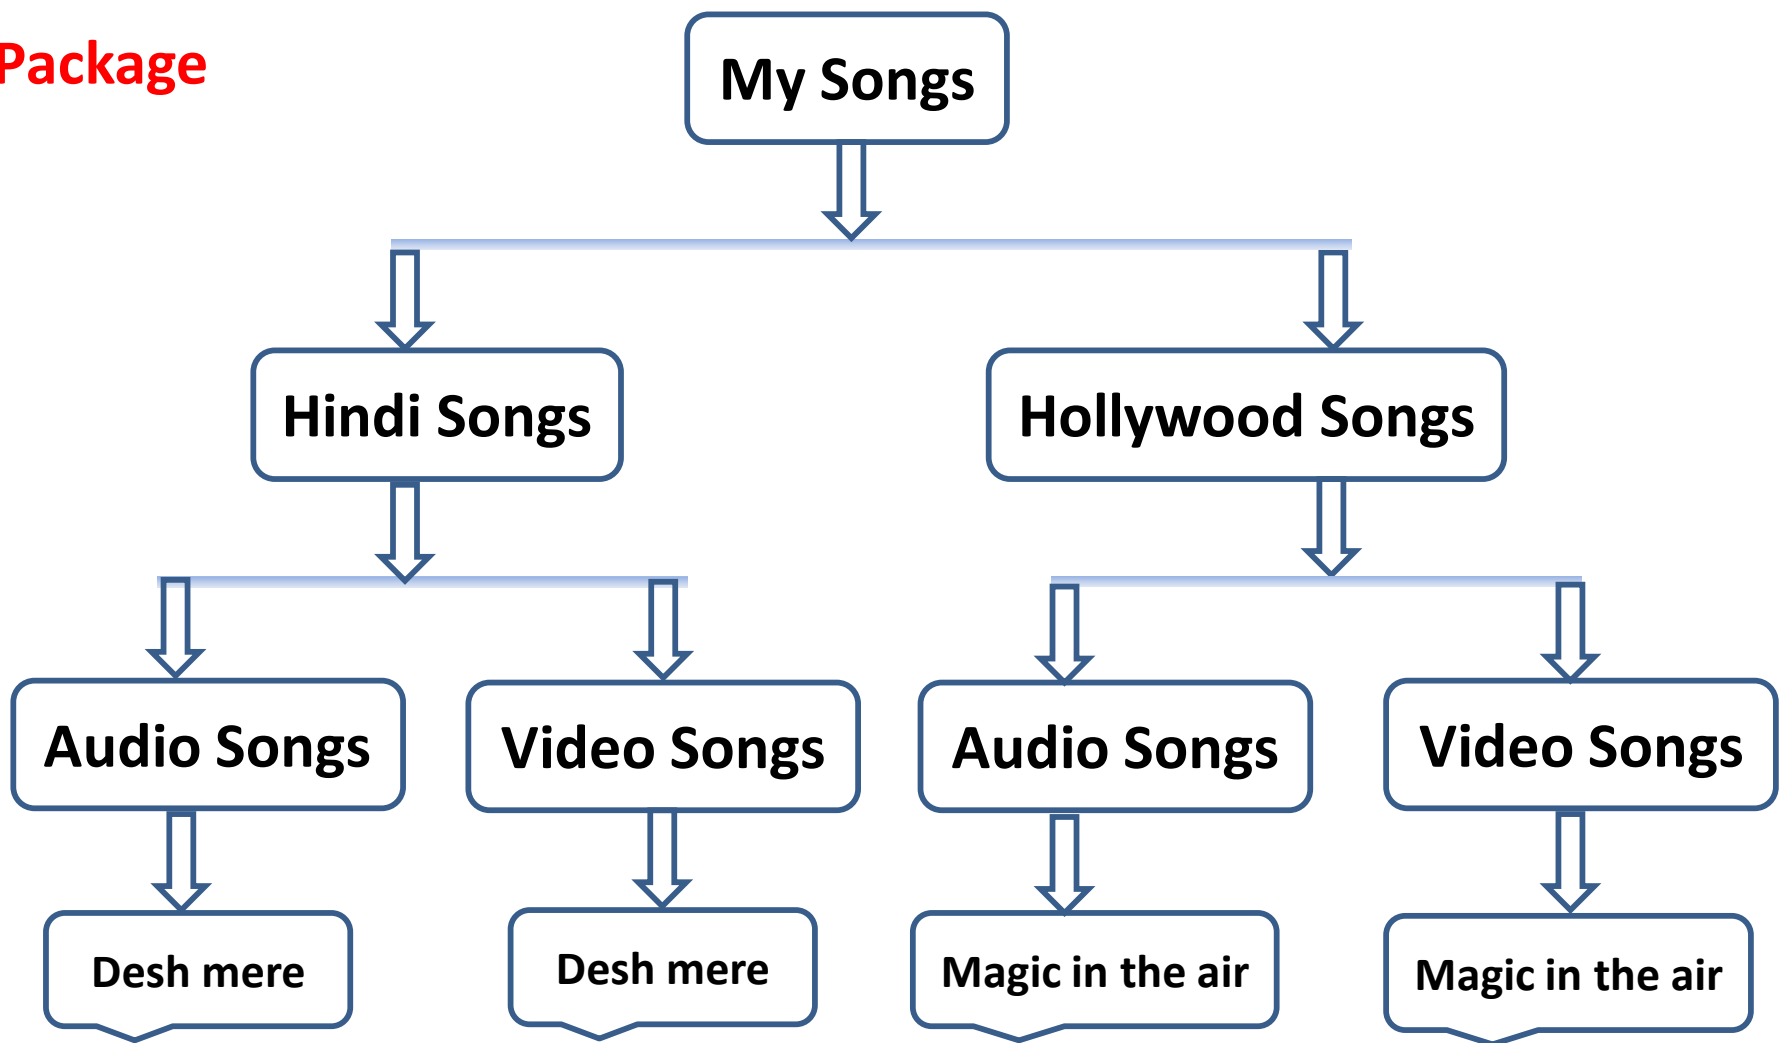 Package
My Songs
Hindi Songs
Hollywood Songs
Audio Songs
Video Songs
Audio Songs
Video Songs
Desh mere
Desh mere
Magic in the air
Magic in the air